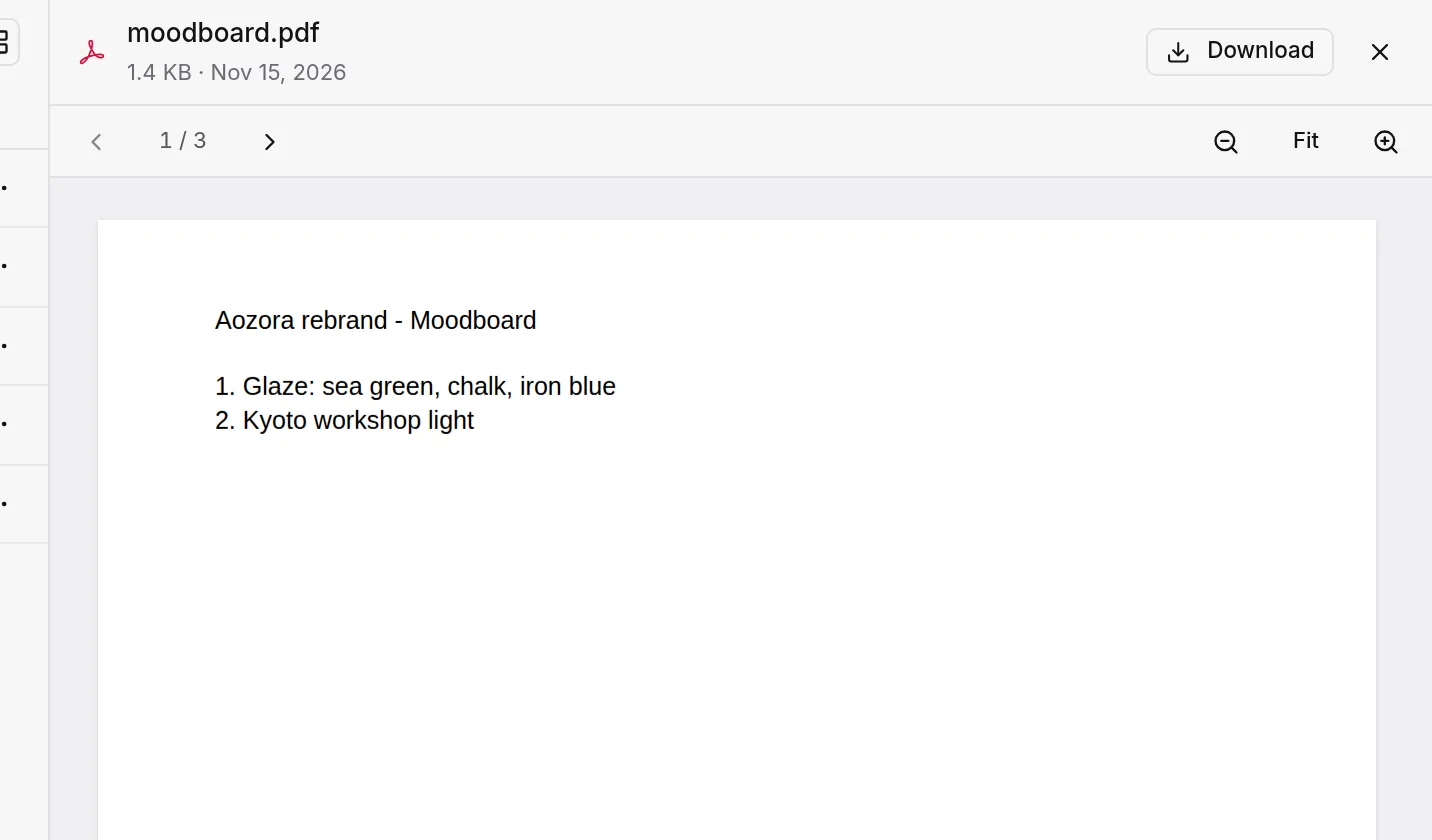 moodboard.pdf
1.4 KB · Nov 15, 2026
Download
1 / 3
Fit
Aozora rebrand - Moodboard
1. Glaze: sea green, chalk, iron blue
2. Kyoto workshop light